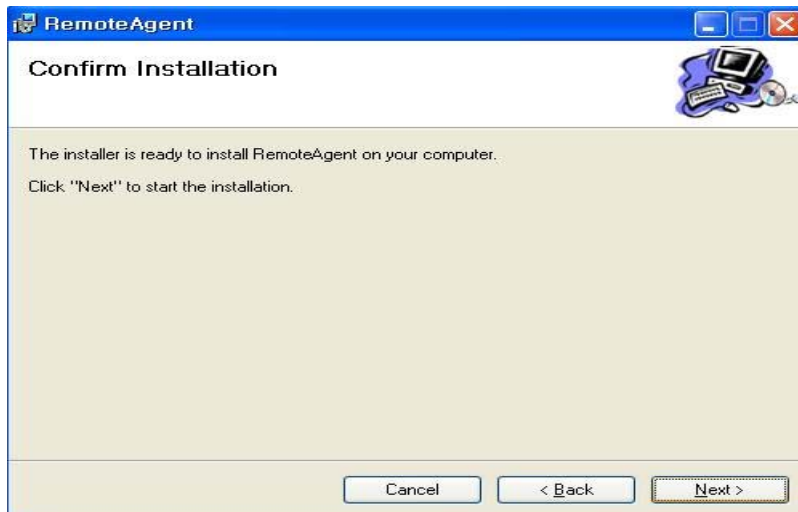 RemoteAgent
Confirm Installation
The installer is ready to install RemoteAgent on your computer.
Click "Next" to start the installation.
Cancel
< Back
Next >